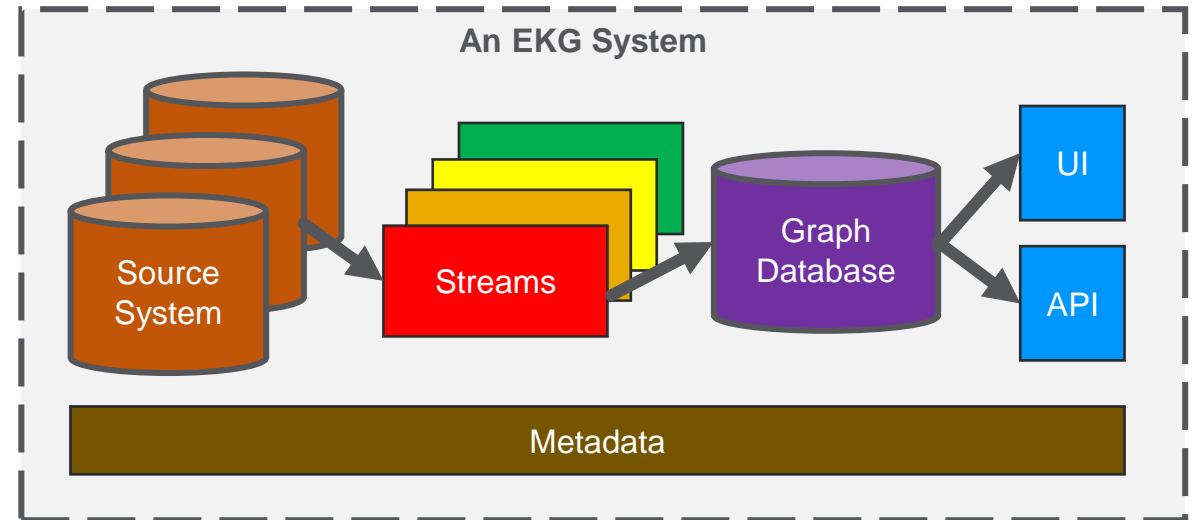 An EKG System
Source
System
Streams
Graph
Database
UI
API
Metadata